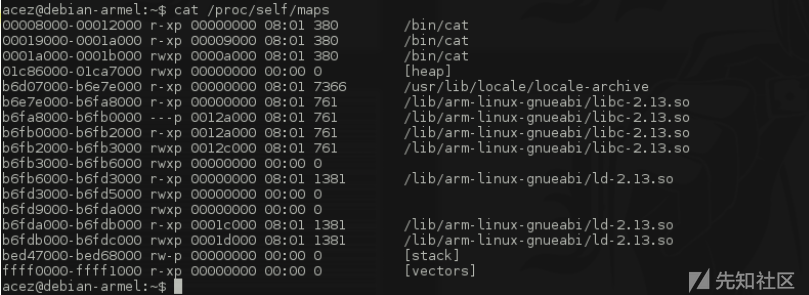 acez@debian-armel:~$ cat /proc/self/maps
00008000-00012000 r-xp 00000000 08:01 380 /bin/cat
00019000-0001a000 r-xp 00009000 08:01 380 /bin/cat
0001a000-0001b000 rwxp 0000a000 08:01 380 /bin/cat
01c86000-01ca7000 rwxp 00000000 00:00 0 [heap]
b6d07000-b6e7e000 r-xp 00000000 08:01 7366 /usr/lib/locale/locale-archive
b6e7e000-b6fa8000 r-xp 00000000 08:01 761 /lib/arm-linux-gnueabi/libc-2.13.so
b6fa8000-b6fb0000 ---p 0012a000 08:01 761 /lib/arm-linux-gnueabi/libc-2.13.so
b6fb0000-b6fb2000 r-xp 0012a000 08:01 761 /lib/arm-linux-gnueabi/libc-2.13.so
b6fb2000-b6fb3000 rwxp 0012c000 08:01 761 /lib/arm-linux-gnueabi/libc-2.13.so
b6fb3000-b6fb6000 rwxp 00000000 00:00 0
b6fb6000-b6fd3000 r-xp 00000000 08:01 1381 /lib/arm-linux-gnueabi/ld-2.13.so
b6fd3000-b6fd5000 rwxp 00000000 00:00 0
b6fd9000-b6fda000 rwxp 00000000 00:00 0
b6fda000-b6fdb000 r-xp 0001c000 08:01 1381 /lib/arm-linux-gnueabi/ld-2.13.so
b6fdb000-b6fdc000 rwxp 0001d000 08:01 1381 /lib/arm-linux-gnueabi/ld-2.13.so
bed47000-bed68000 rw-p 00000000 00:00 0 [stack]
ffff0000-ffff1000 r-xp 00000000 00:00 0 [vectors]
acez@debian-armel:~$
先知社区